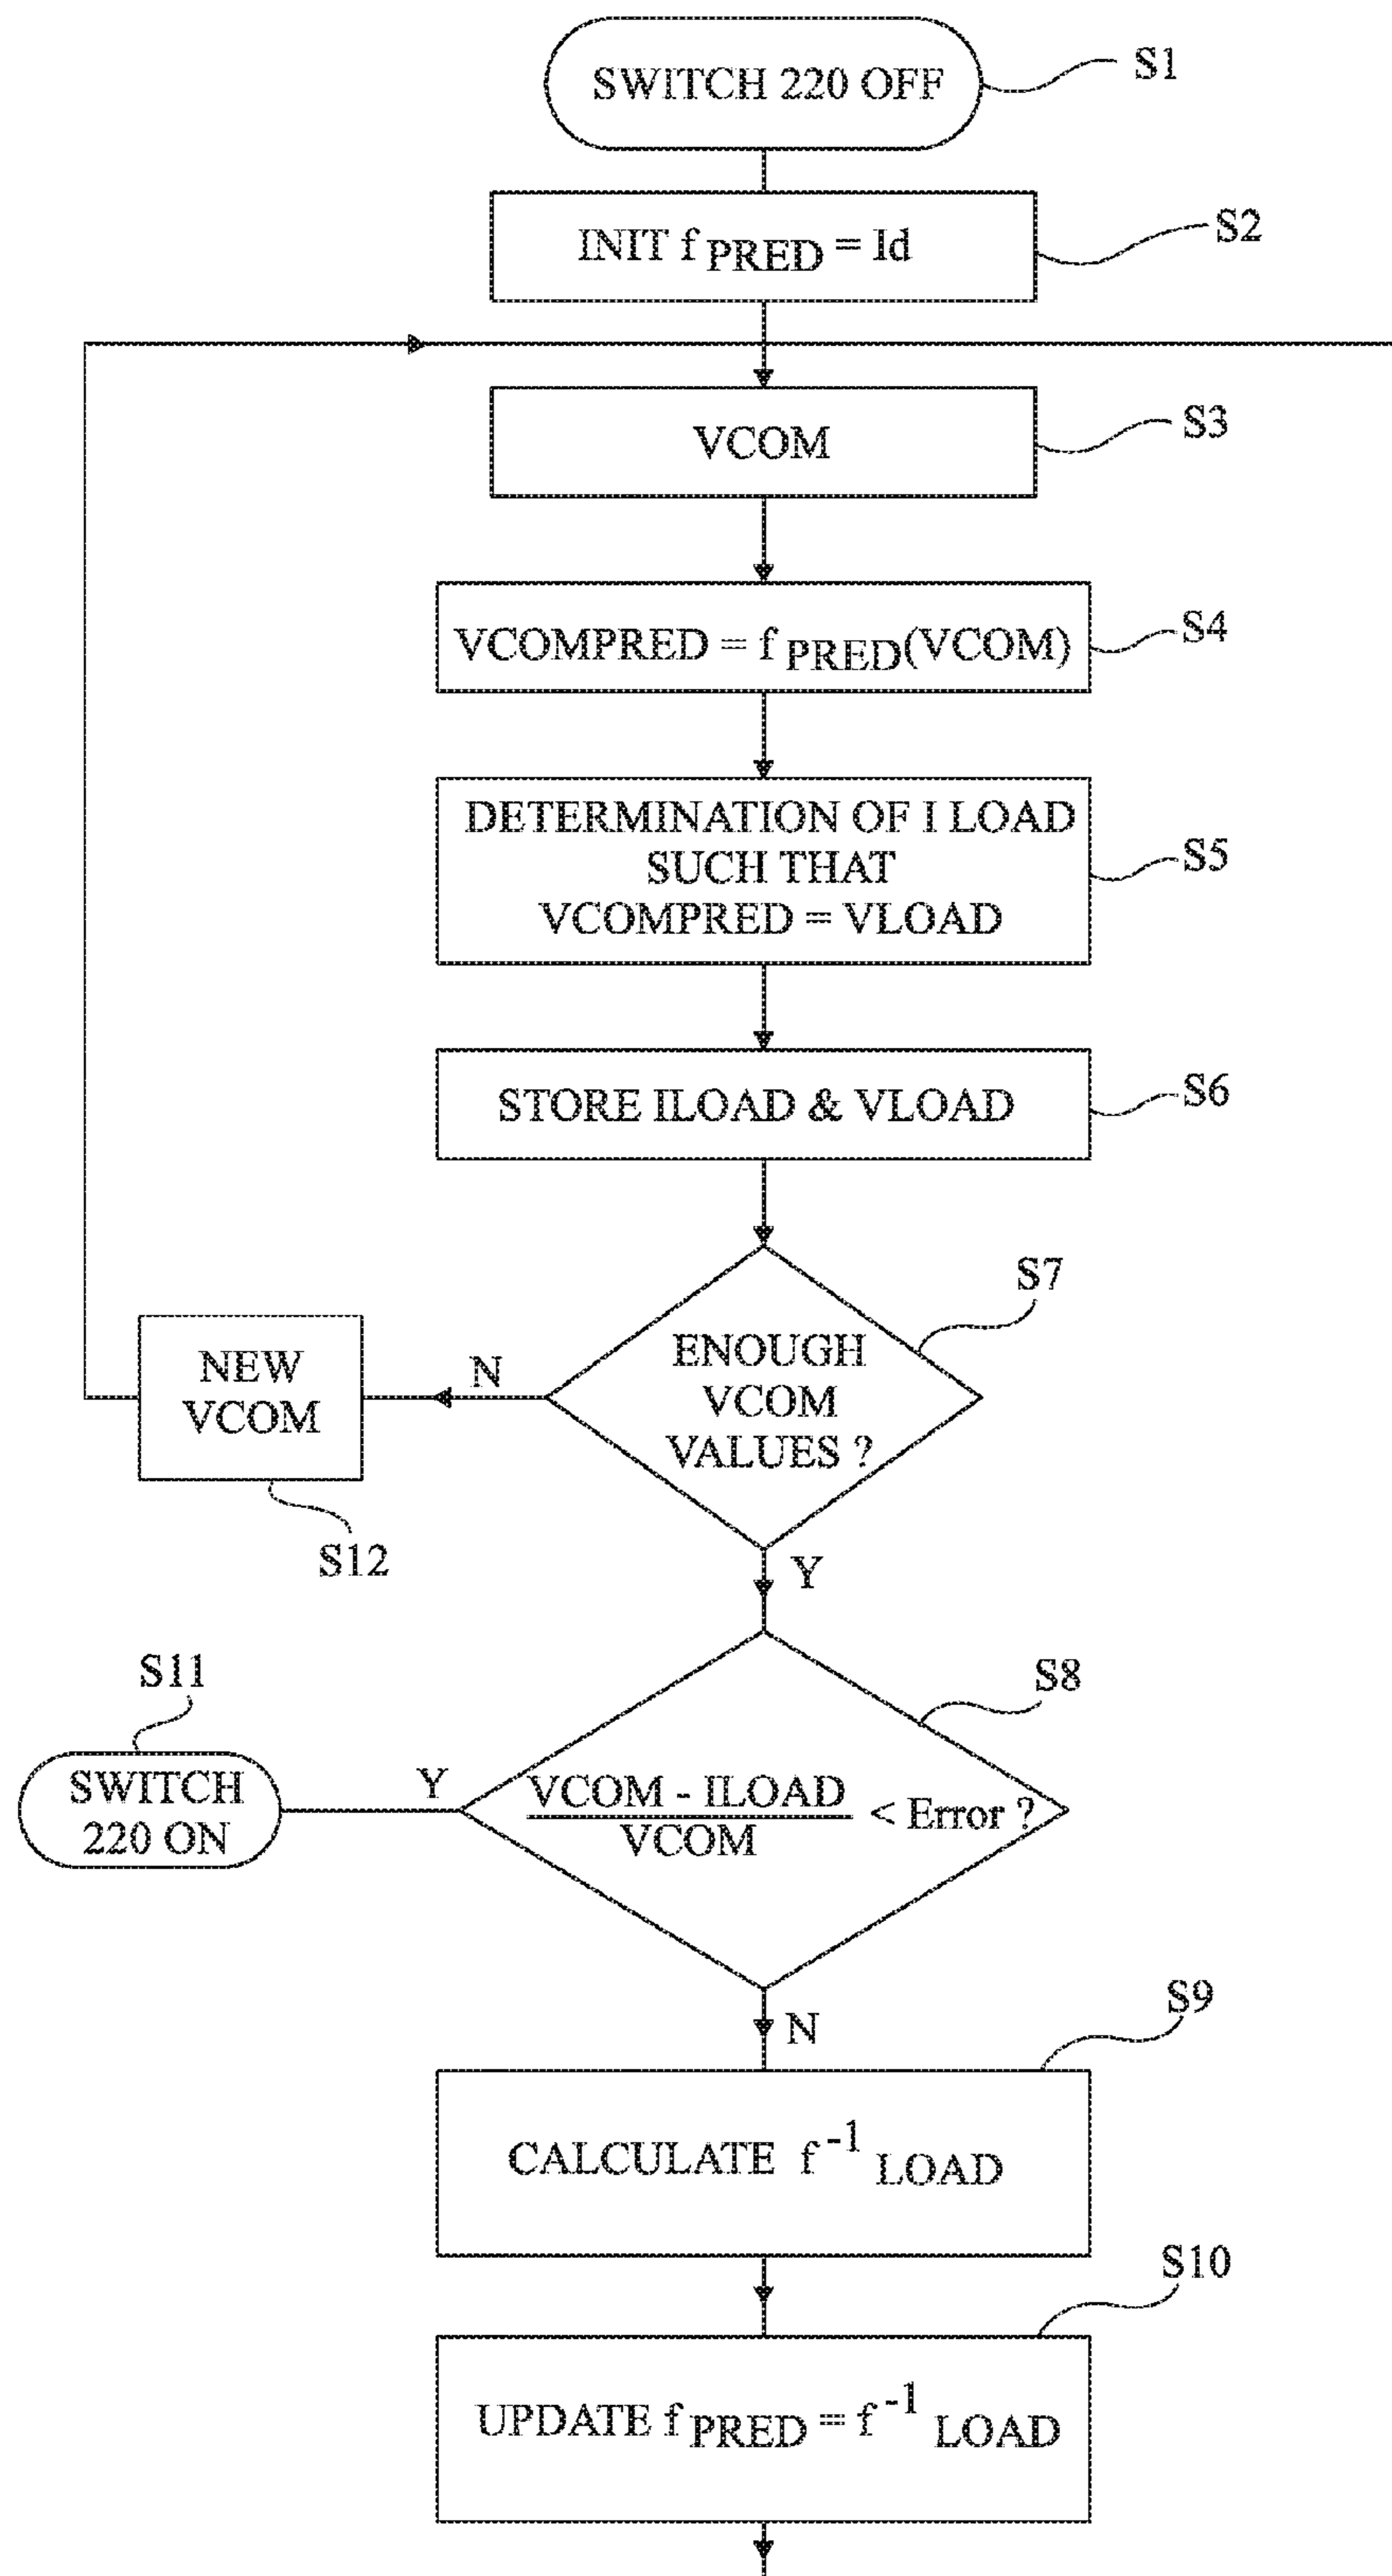 SWITCH 220 OFF
S1
INIT f PRED = Id
S2
VCOM
S3
VCOMPRED = f PRED(VCOM)
S4
DETERMINATION OF I LOAD
SUCH THAT
VCOMPRED = VLOAD
S5
STORE ILOAD & VLOAD
S6
S7
ENOUGH
VCOM
VALUES ?
N
NEW
VCOM
S12
Y
S11
S8
SWITCH
220 ON
Y
VCOM - ILOAD
VCOM
< Error ?
N
S9
CALCULATE f -1 LOAD
S10
UPDATE f PRED = f -1 LOAD